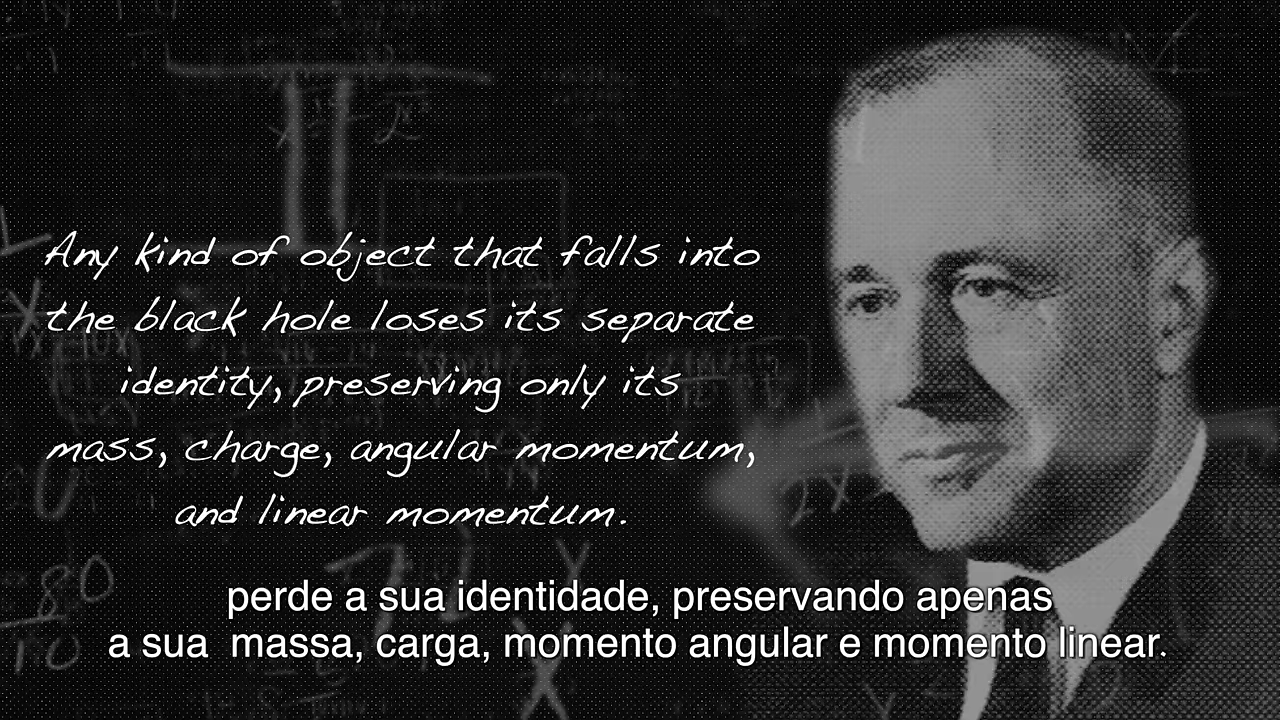 Any kind of object that falls into
the black hole loses its separate
identity, preserving only its
mass, charge, angular momentum,
and linear momentum.
perde a sua identidade, preservando apenas
a sua  massa, carga, momento angular e momento linear.